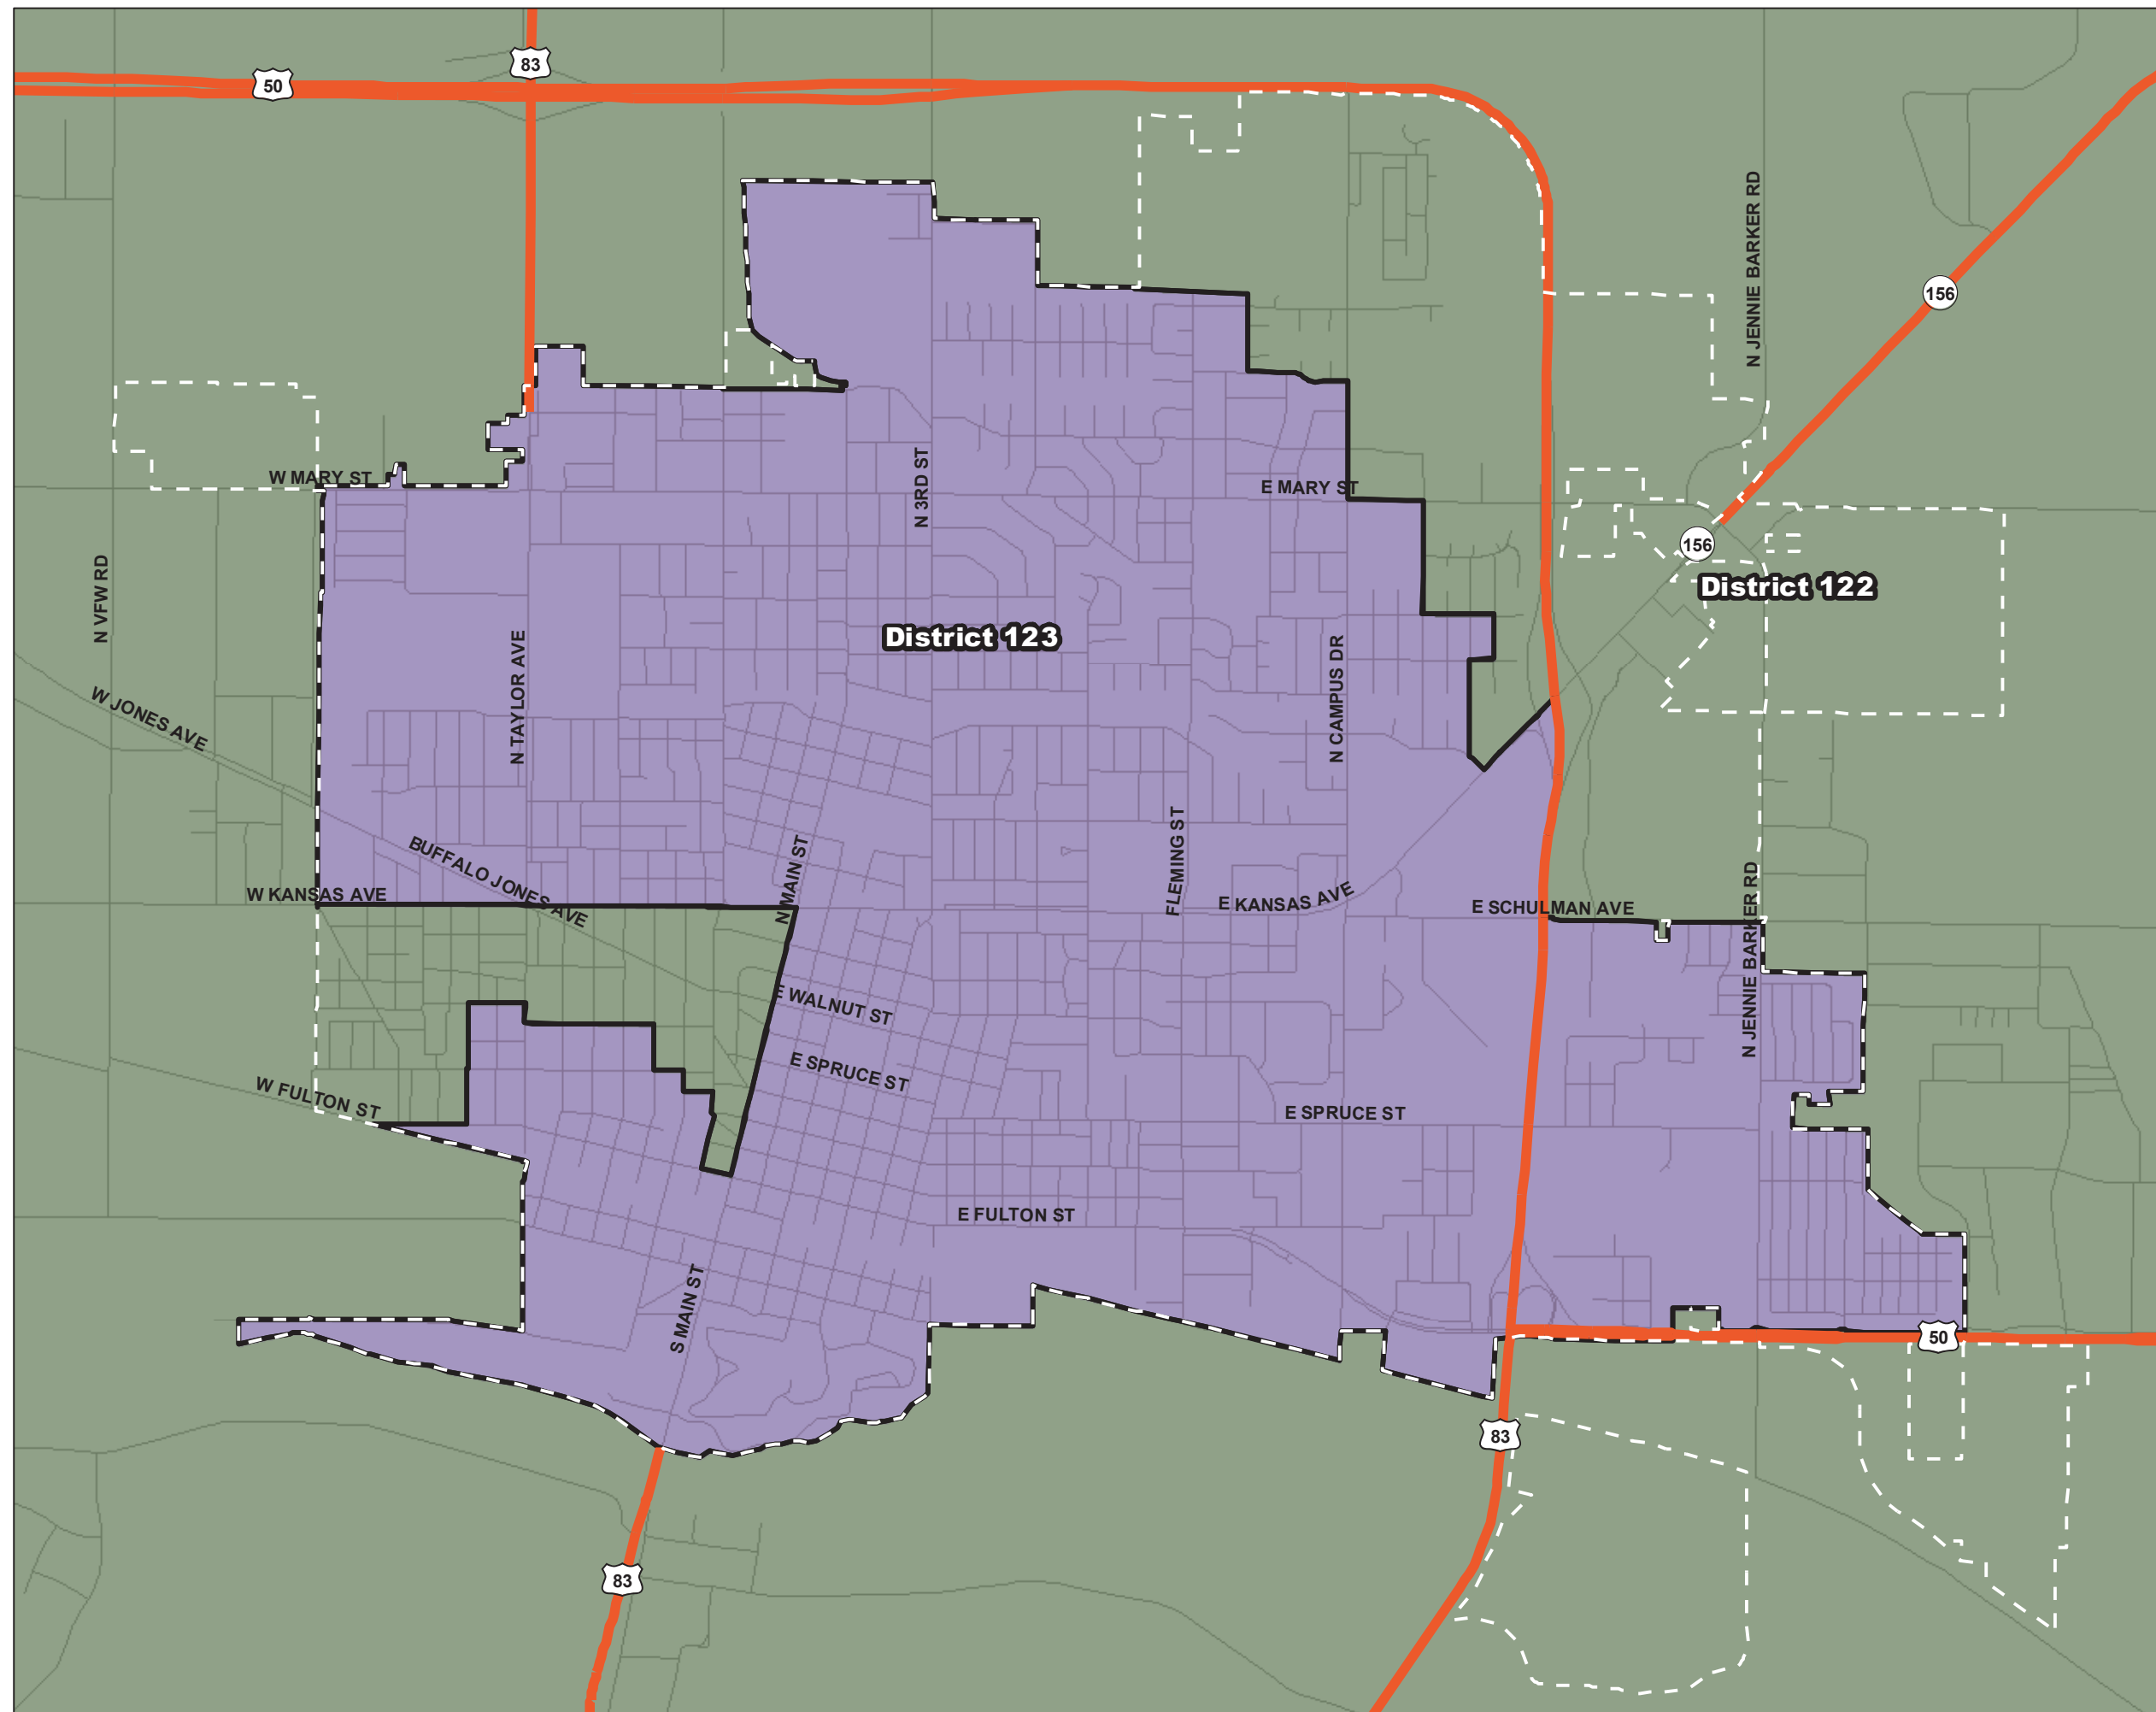 83
50
N JENNIE BARKER RD
156
W MARY ST
N 3RD ST
E MARY ST
156
District 122
N VFW RD
District 123
N TAYLOR AVE
N CAMPUS DR
W JONES AVE
N MAIN ST
FLEMING ST
BUFFALO JONES AVE
W KANSAS AVE
E KANSAS AVE
E SCHULMAN AVE
N JENNIE BARKER RD
E WALNUT ST
E SPRUCE ST
W FULTON ST
E SPRUCE ST
E FULTON ST
S MAIN ST
50
83
83